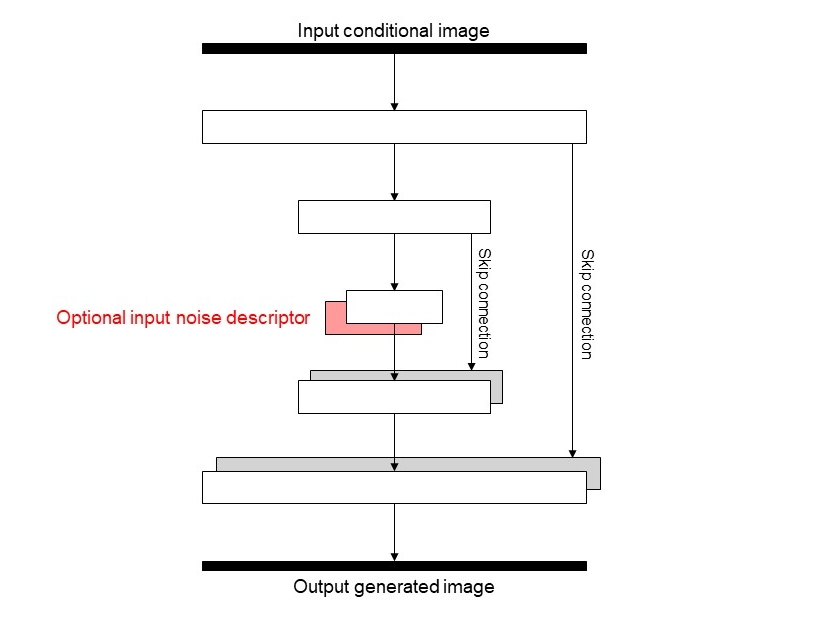 Input conditional image
Skip connection
Skip connection
Optional input noise descriptor
Output generated image